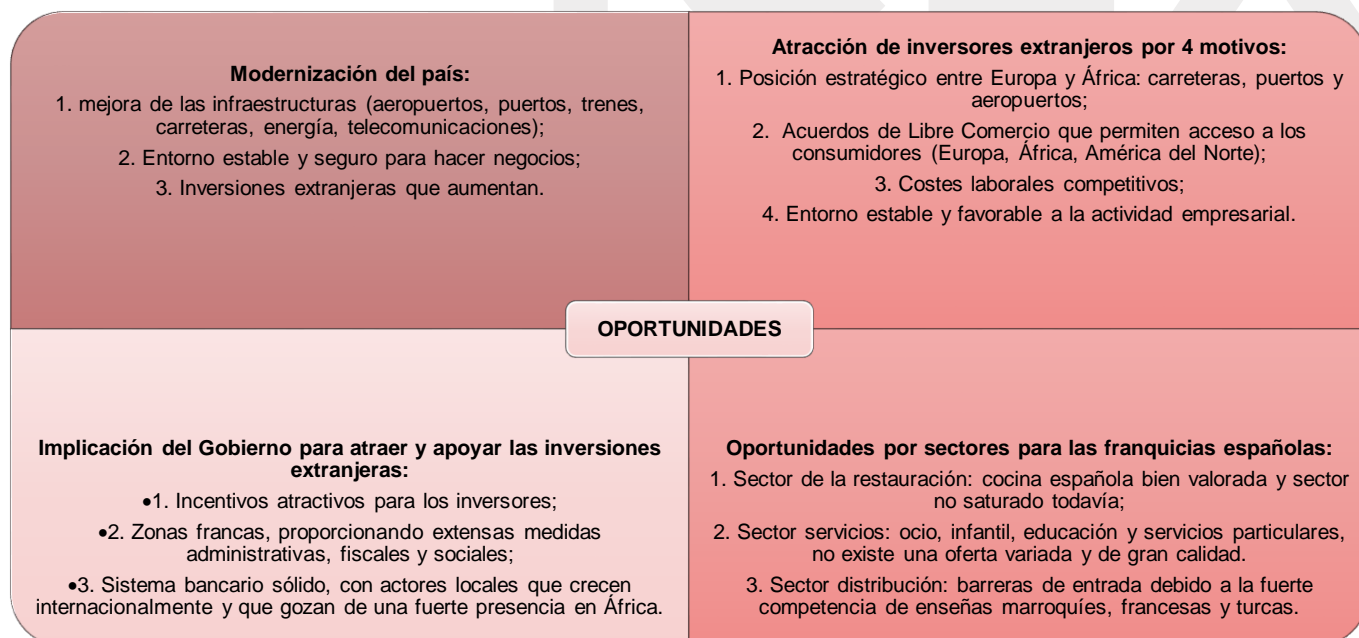 Modernización del país:
1. mejora de las infraestructuras (aeropuertos, puertos, trenes,
carreteras, energía, telecomunicaciones);
2. Entorno estable y seguro para hacer negocios;
3. Inversiones extranjeras que aumentan.
Atracción de inversores extranjeros por 4 motivos:
1. Posición estratégico entre Europa y África: carreteras, puertos y
aeropuertos;
2. Acuerdos de Libre Comercio que permiten acceso a los
consumidores (Europa, África, América del Norte);
3. Costes laborales competitivos;
4. Entorno estable y favorable a la actividad empresarial.
OPORTUNIDADES
Implicación del Gobierno para atraer y apoyar las inversiones
extranjeras:
•1. Incentivos atractivos para los inversores;
•2. Zonas francas, proporcionando extensas medidas
administrativas, fiscales y sociales;
•3. Sistema bancario sólido, con actores locales que crecen
internacionalmente y que gozan de una fuerte presencia en África.
Oportunidades por sectores para las franquicias españolas:
1. Sector de la restauración: cocina española bien valorada y sector
no saturado todavía;
2. Sector servicios: ocio, infantil, educación y servicios particulares,
no existe una oferta variada y de gran calidad.
3. Sector distribución: barreras de entrada debido a la fuerte
competencia de enseñas marroquíes, francesas y turcas.